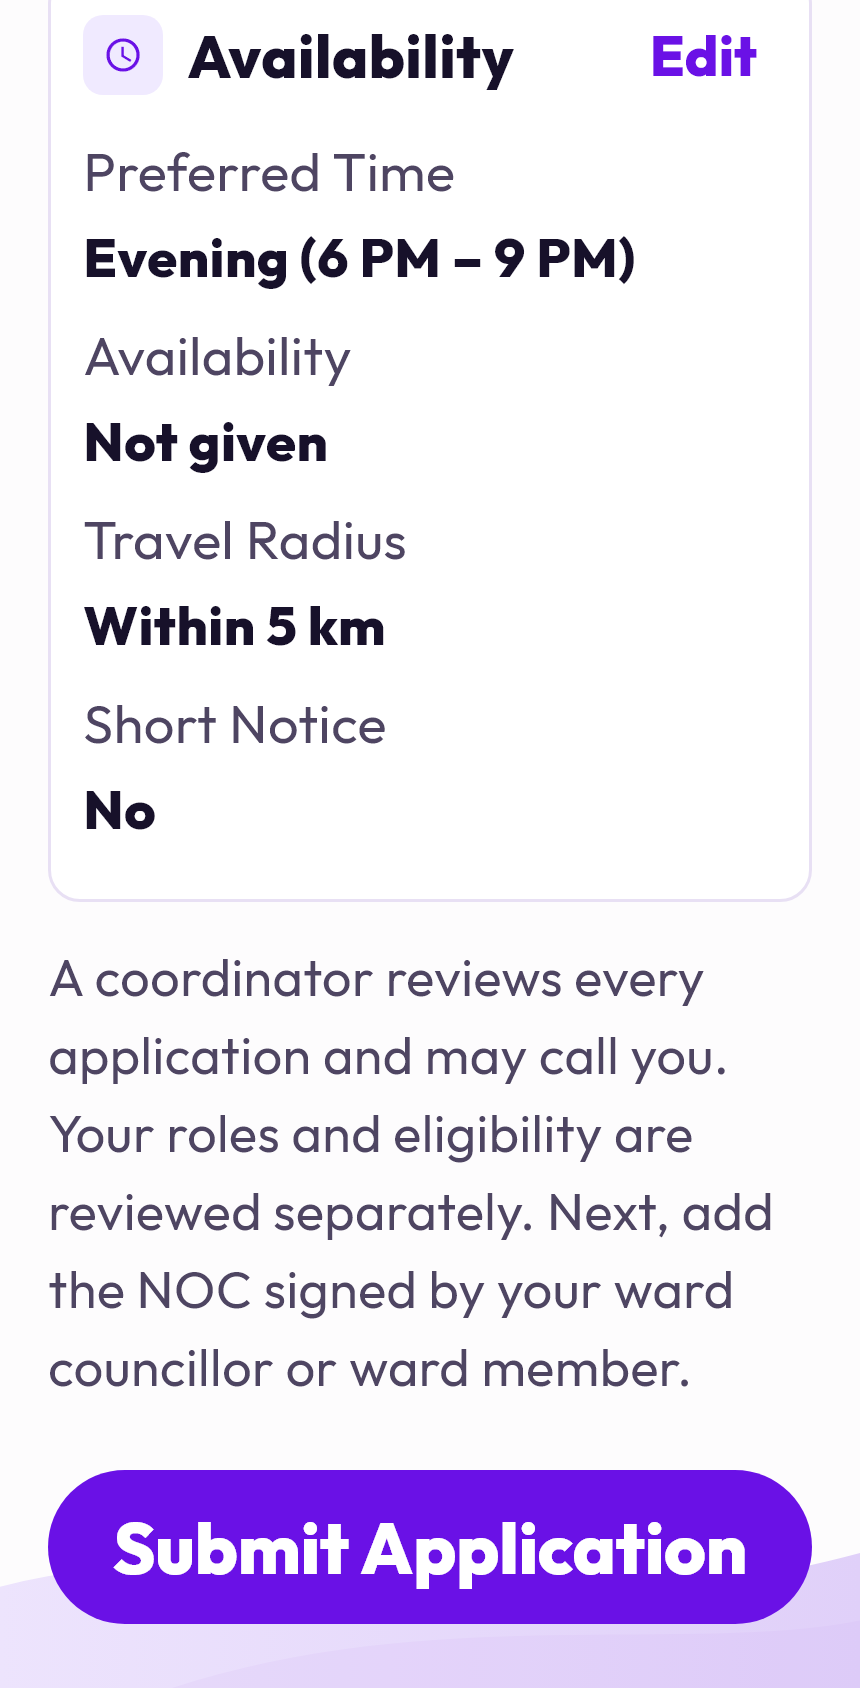 Availability
Edit
Preferred Time
Evening (6 PM – 9 PM)
Availability
Not given
Travel Radius
Within 5 km
Short Notice
No
A coordinator reviews every
application and may call you.
Your roles and eligibility are
reviewed separately. Next, add
the NOC signed by your ward
councillor or ward member.
Submit Application